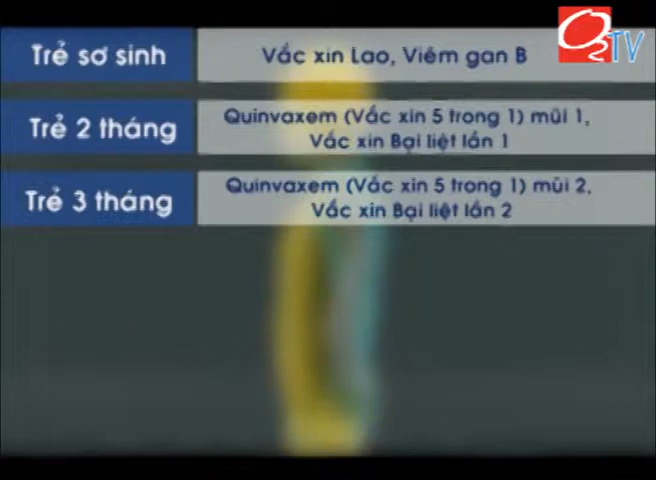 O2TV
Trẻ sơ sinh
Vắc xin Lao, Viêm gan B
Trẻ 2 tháng
Quinvaxem (Vắc xin 5 trong 1) mũi 1,
Vắc xin Bại liệt lần 1
Trẻ 3 tháng
Quinvaxem (Vắc xin 5 trong 1) mũi 2,
Vắc xin Bại liệt lần 2